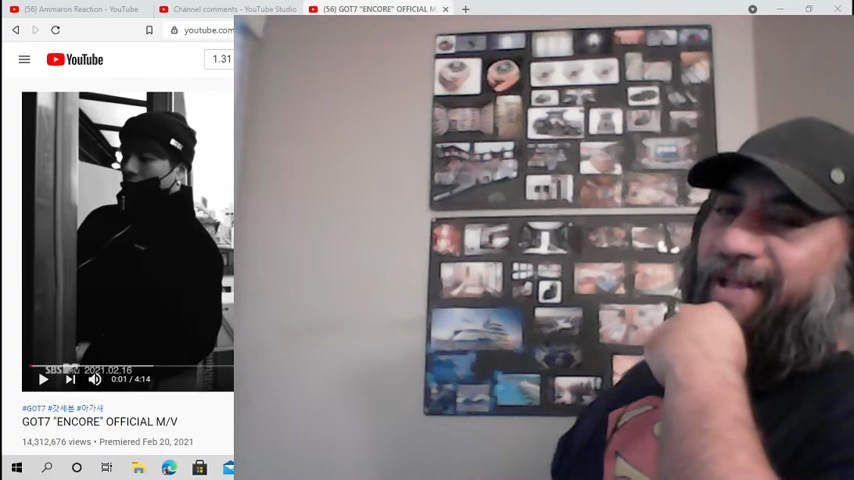 (56) Ammaron Reaction - YouTube
Channel comments - YouTube Studio
(56) GOT7 "ENCORE" OFFICIAL M/
youtube.com
YouTube
1.31
2021.02.16
0:01 / 4:14
#GOT7 #갓세븐 #아가새
GOT7 "ENCORE" OFFICIAL M/V
14,312,676 views • Premiered Feb 20, 2021